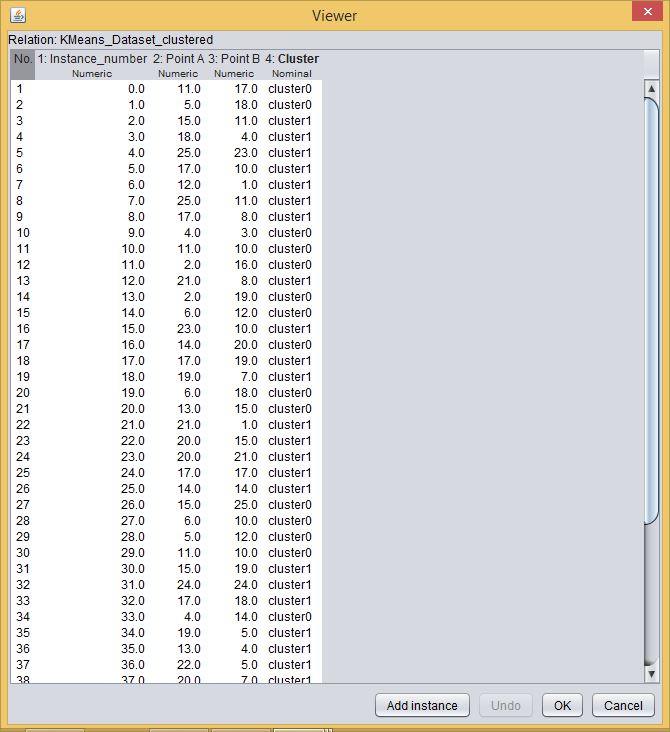 Viewer
Relation: KMeans_Dataset_clustered
No. 1: Instance_number 2: Point A 3: Point B 4: Cluster
Numeric Numeric Numeric Nominal
1 0.0 11.0 17.0 cluster0
2 1.0 5.0 18.0 cluster0
3 2.0 15.0 11.0 cluster1
4 3.0 18.0 4.0 cluster1
5 4.0 25.0 23.0 cluster1
6 5.0 17.0 10.0 cluster1
7 6.0 12.0 1.0 cluster1
8 7.0 25.0 11.0 cluster1
9 8.0 17.0 8.0 cluster1
10 9.0 4.0 3.0 cluster0
11 10.0 11.0 10.0 cluster0
12 11.0 2.0 16.0 cluster0
13 12.0 21.0 8.0 cluster1
14 13.0 2.0 19.0 cluster0
15 14.0 6.0 12.0 cluster0
16 15.0 23.0 10.0 cluster1
17 16.0 14.0 20.0 cluster0
18 17.0 17.0 19.0 cluster1
19 18.0 19.0 7.0 cluster1
20 19.0 6.0 18.0 cluster0
21 20.0 13.0 15.0 cluster0
22 21.0 21.0 1.0 cluster1
23 22.0 20.0 15.0 cluster1
24 23.0 20.0 21.0 cluster1
25 24.0 17.0 17.0 cluster1
26 25.0 14.0 14.0 cluster1
27 26.0 15.0 25.0 cluster0
28 27.0 6.0 10.0 cluster0
29 28.0 5.0 12.0 cluster0
30 29.0 11.0 10.0 cluster0
31 30.0 15.0 19.0 cluster1
32 31.0 24.0 24.0 cluster1
33 32.0 17.0 18.0 cluster1
34 33.0 4.0 14.0 cluster0
35 34.0 19.0 5.0 cluster1
36 35.0 13.0 4.0 cluster1
37 36.0 22.0 5.0 cluster1
38 37.0 20.0 7.0 cluster1
Add instance Undo OK Cancel